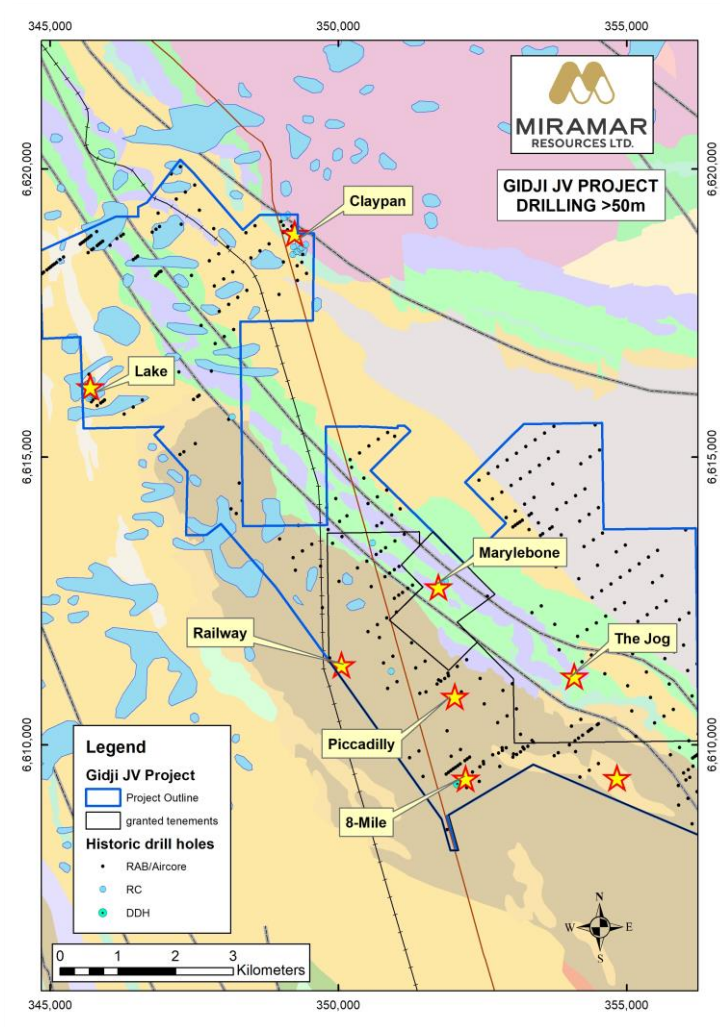 345,000
350,000
355,000
MIRAMAR
RESOURCES LTD.
6,620,000
6,620,000
GIDJI JV PROJECT
DRILLING >50m
Claypan
Lake
6,615,000
6,615,000
Marylebone
Railway
The Jog
Piccadilly
6,610,000
6,610,000
8-Mile
Legend
Gidji JV Project
Project Outline
granted tenements
Historic drill holes
RAB/Aircore
RC
DDH
N
W
E
S
0 1 2 3
Kilometers
345,000
350,000
355,000